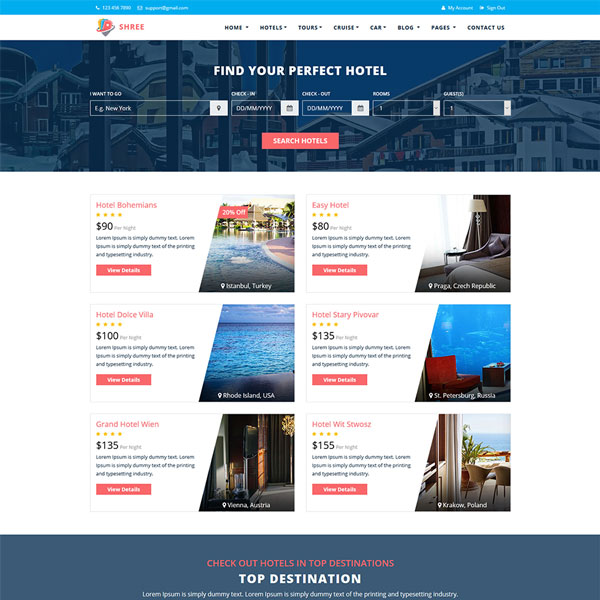 123 456 7890 support@gmail.com My Account Sign Out
SHREE HOME HOTELS TOURS CRUISE CAR BLOG PAGES CONTACT US
FIND YOUR PERFECT HOTEL
I WANT TO GO CHECK - IN CHECK - OUT ROOMS GUEST(S)
E.g. New York DD/MM/YYYY DD/MM/YYYY 1 1
SEARCH HOTELS
Hotel Bohemians
20% Off
$90 Per Night
Lorem Ipsum is simply dummy text. Lorem
Ipsum is simply dummy text of the printing
and typesetting industry.
View Details
Istanbul, Turkey
Easy Hotel
$80 Per Night
Lorem Ipsum is simply dummy text. Lorem
Ipsum is simply dummy text of the printing
and typesetting industry.
View Details
Praga, Czech Republic
Hotel Dolce Villa
$100 Per Night
Lorem Ipsum is simply dummy text. Lorem
Ipsum is simply dummy text of the printing
and typesetting industry.
View Details
Rhode Island, USA
Hotel Stary Pivovar
$135 Per Night
Lorem Ipsum is simply dummy text. Lorem
Ipsum is simply dummy text of the printing
and typesetting industry.
View Details
St. Petersburg, Russia
Grand Hotel Wien
$135 Per Night
Lorem Ipsum is simply dummy text. Lorem
Ipsum is simply dummy text of the printing
and typesetting industry.
View Details
Vienna, Austria
Hotel Wit Stwosz
$155 Per Night
Lorem Ipsum is simply dummy text. Lorem
Ipsum is simply dummy text of the printing
and typesetting industry.
View Details
Krakow, Poland
CHECK OUT HOTELS IN TOP DESTINATIONS
TOP DESTINATION
Lorem Ipsum is simply dummy text of the printing and typesetting industry. Lorem